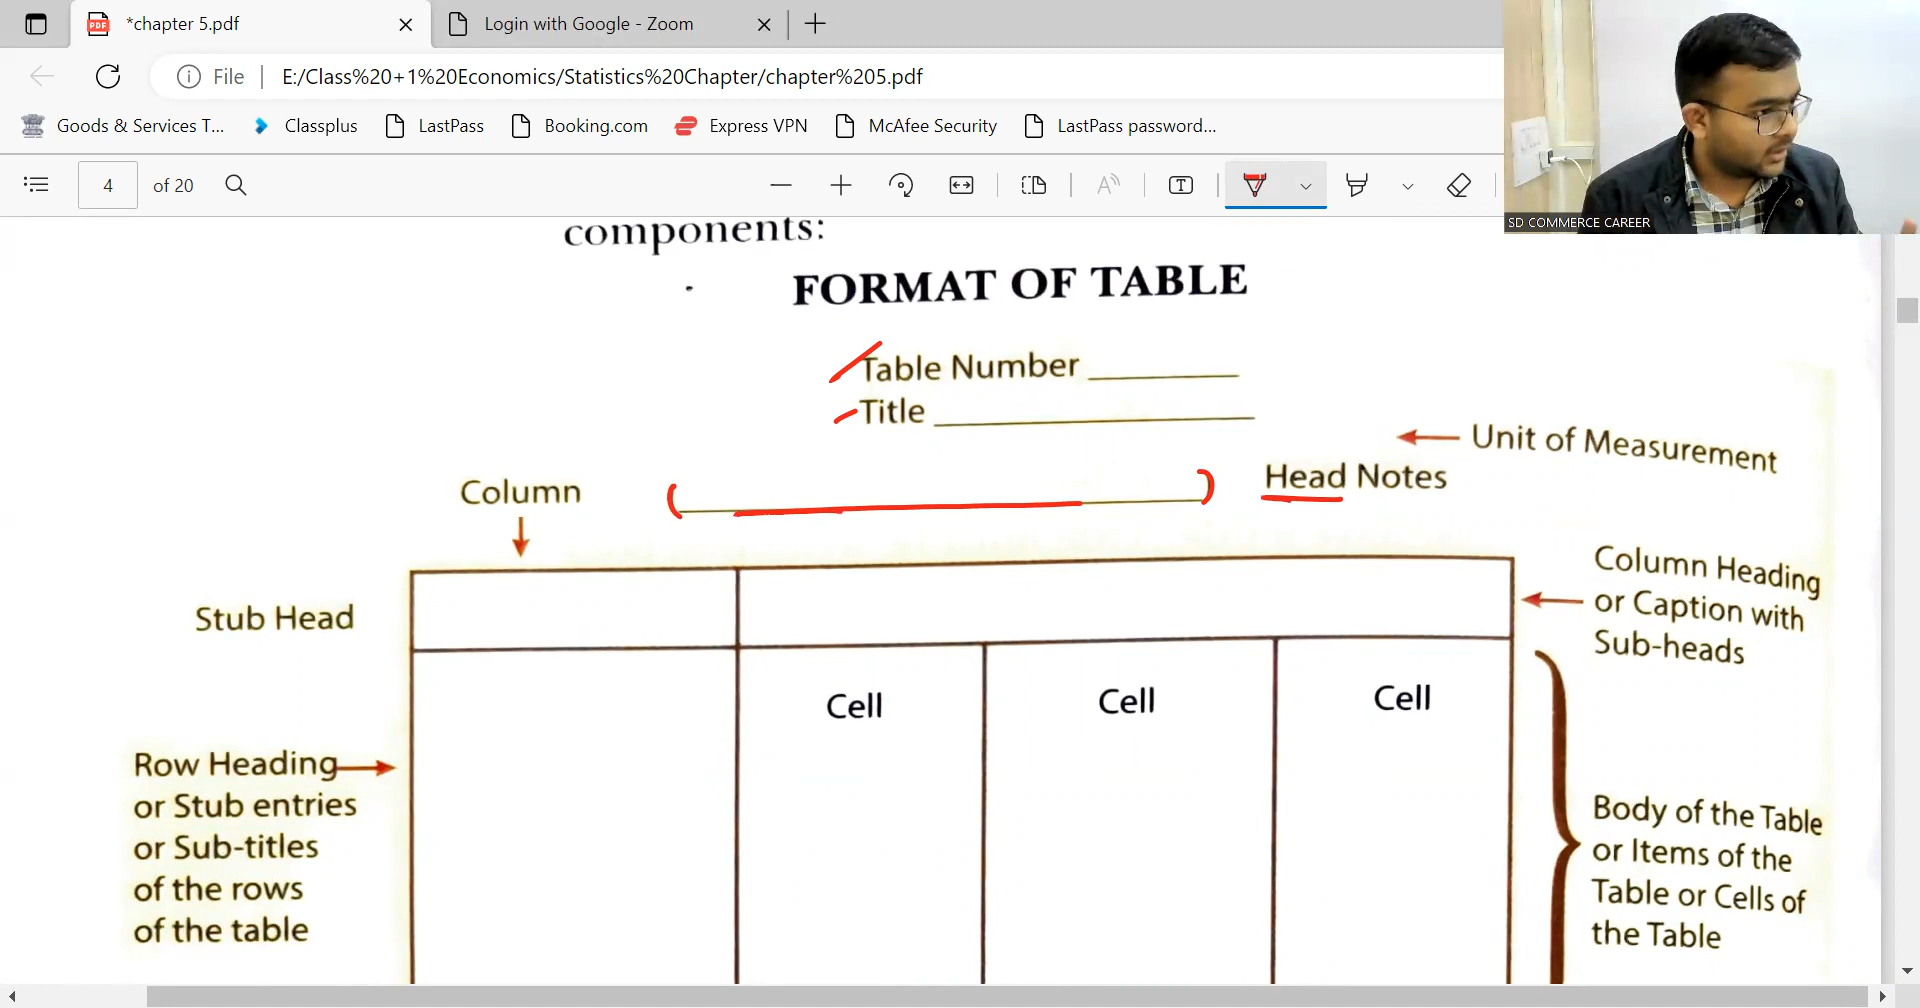 *chapter 5.pdf
Login with Google - Zoom
File
E:/Class%20+1%20Economics/Statistics%20Chapter/chapter%205.pdf
Goods & Services T...
Classplus
LastPass
Booking.com
Express VPN
McAfee Security
LastPass password...
4
of 20
SD COMMERCE CAREER
components:
FORMAT OF TABLE
Table Number
Title
Unit of Measurement
Head Notes
Column
Column Heading
or Caption with
Sub-heads
Stub Head
Cell
Cell
Cell
Row Heading
or Stub entries
or Sub-titles
of the rows
of the table
Body of the Table
or Items of the
Table or Cells of
the Table